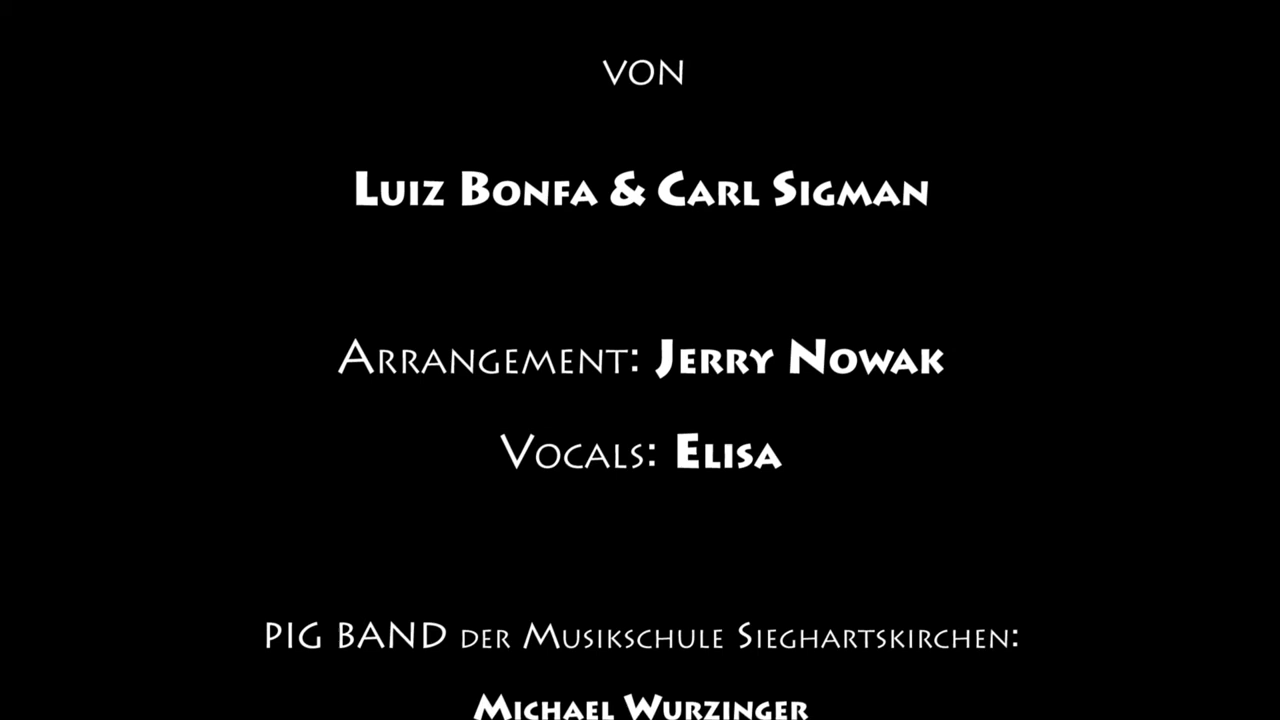 VON
LUIZ BONFA & CARL SIGMAN
ARRANGEMENT: JERRY NOWAK
VOCALS: ELISA
PIG BAND DER MUSIKSCHULE SIEGHARTSKIRCHEN:
MICHAEL WURZINGER